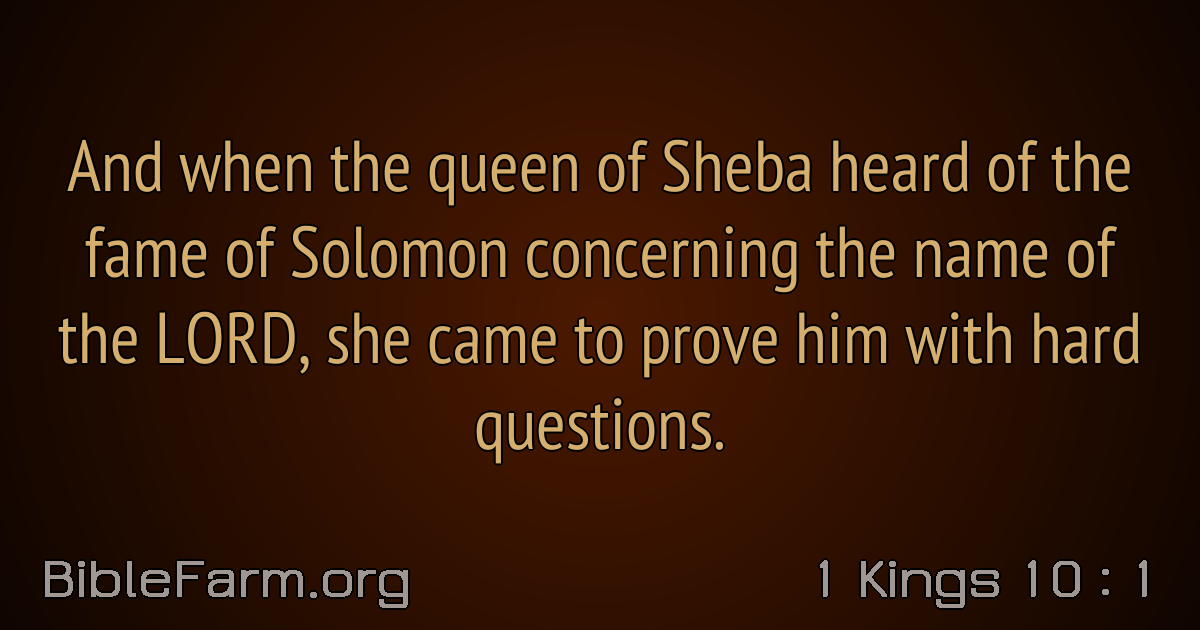 And when the queen of Sheba heard of the
fame of Solomon concerning the name of
the LORD, she came to prove him with hard
questions.
BibleFarm.org
1 Kings 10 : 1